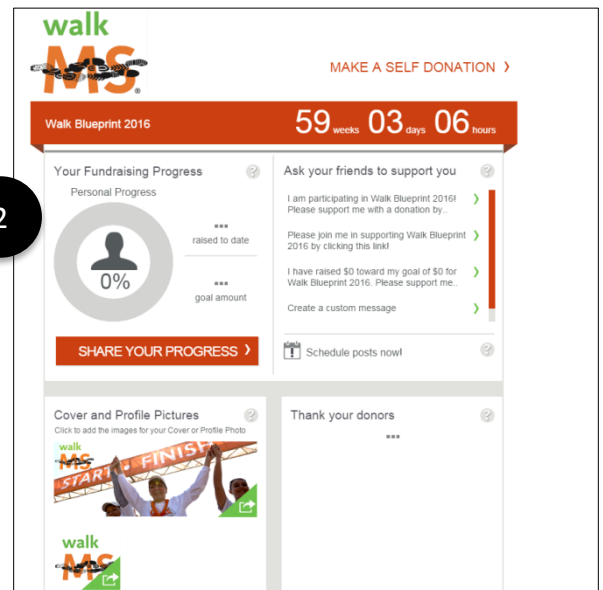 walk
MS
MAKE A SELF DONATION
Walk Blueprint 2016
59 weeks 03 days 06 hours
2
Your Fundraising Progress ?
Personal Progress
0%
...
raised to date
...
goal amount
SHARE YOUR PROGRESS
Ask your friends to support you ?
I am participating in Walk Blueprint 2016!
Please support me with a donation by..
Please join me in supporting Walk Blueprint
2016 by clicking this link!
I have raised $0 toward my goal of $0 for
Walk Blueprint 2016. Please support me..
Create a custom message
Schedule posts now! ?
Cover and Profile Pictures ?
Click to add the images for your Cover or Profile Photo
walk
MS
START FINISH
walk
MS
Thank your donors ?
...